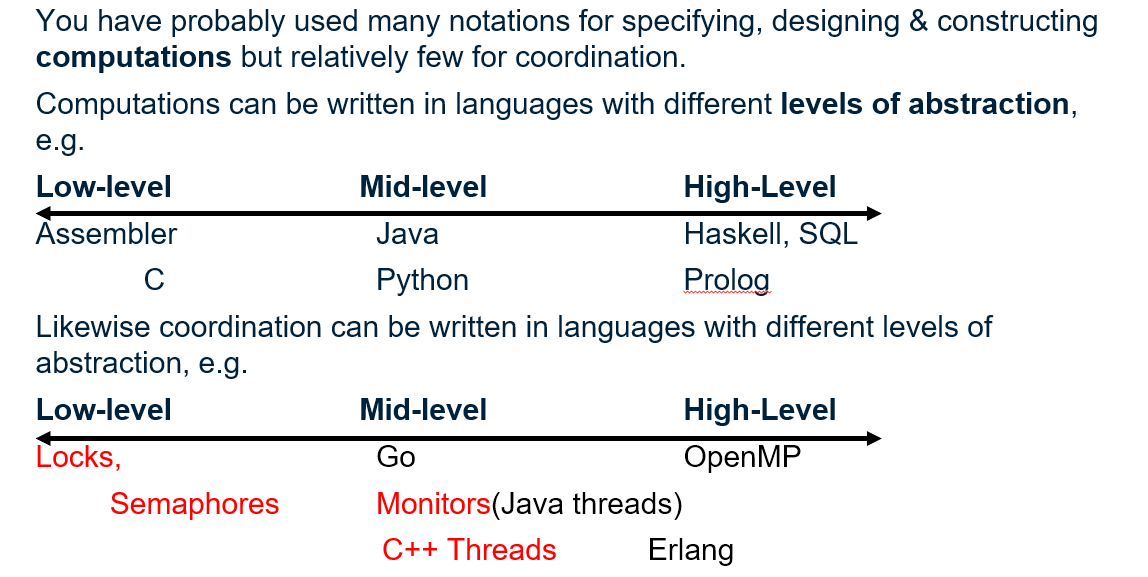 You have probably used many notations for specifying, designing & constructing
computations but relatively few for coordination.
Computations can be written in languages with different levels of abstraction,
e.g.
Low-level Mid-level High-Level
Assembler Java Haskell, SQL
C Python Prolog
Likewise coordination can be written in languages with different levels of
abstraction, e.g.
Low-level Mid-level High-Level
Locks, Go OpenMP
Semaphores Monitors(Java threads)
C++ Threads Erlang